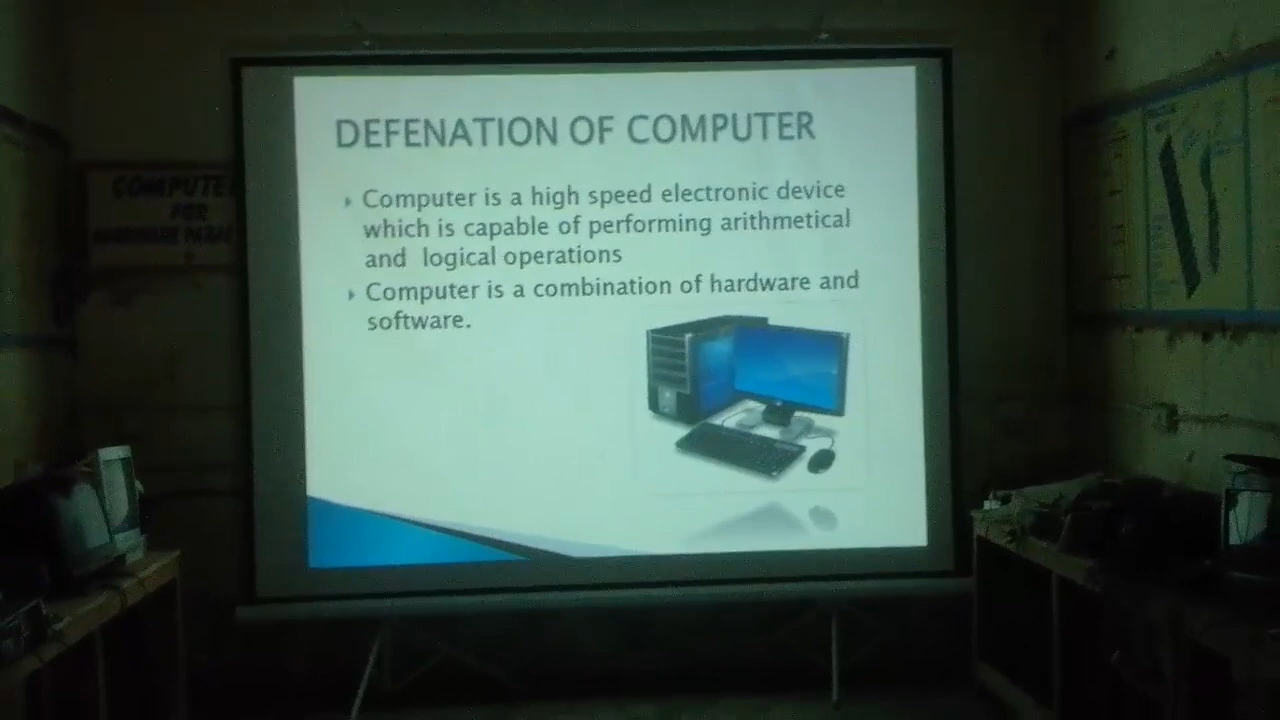 DEFENATION OF COMPUTER
Computer is a high speed electronic device
which is capable of performing arithmetical
and logical operations
Computer is a combination of hardware and
software.
COMPUTE
FOR